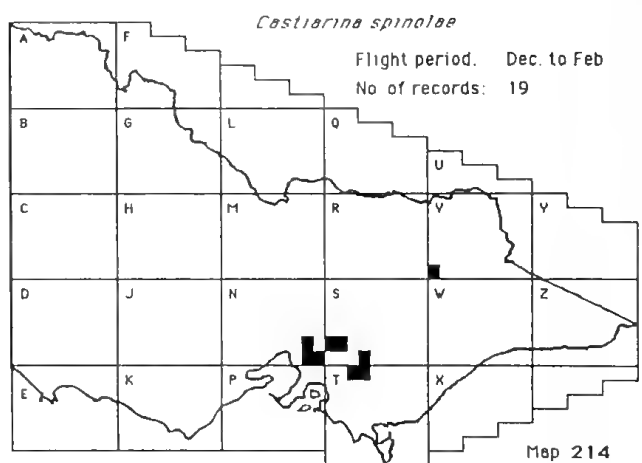 Castiarina spinolae
Flight period. Dec. to Feb
No of records: 19
A F
B G L Q
U
C H M R V Y
D J N S W Z
E K P T X
Map 214